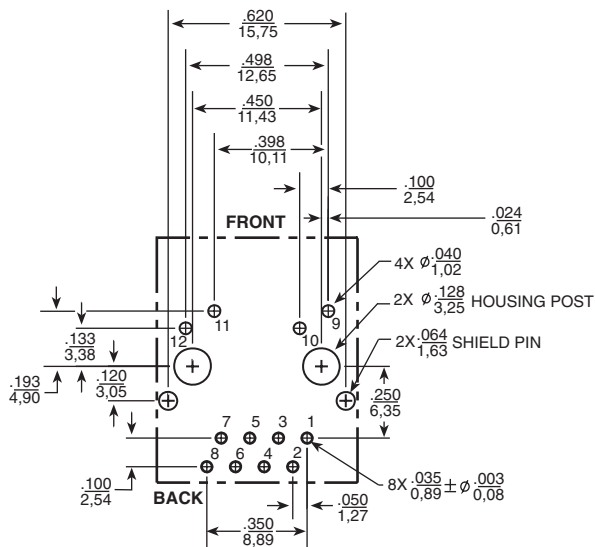 .620
15,75
.498
12,65
.450
11,43
.398
10,11
.100
2,54
.024
0,61
FRONT
4X ø .040
1,02
2X ø .128
3,25 HOUSING POST
2X .064
1,63 SHIELD PIN
11
9
12
10
.133
3,38
.193
4,90
.120
3,05
.250
6,35
7 5 3 1
8 6 4 2
.100
2,54
BACK
8X .035
0,89 ± ø .003
0,08
.050
1,27
.350
8,89